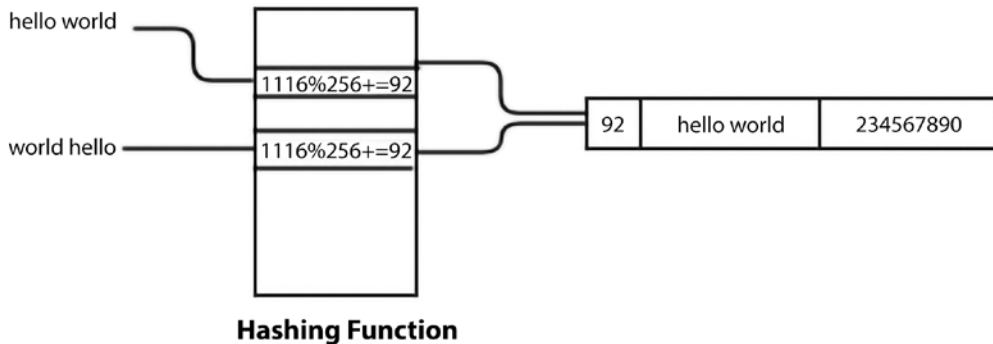 hello world
1116%256+=92
92 hello world 234567890
world hello
1116%256+=92
Hashing Function